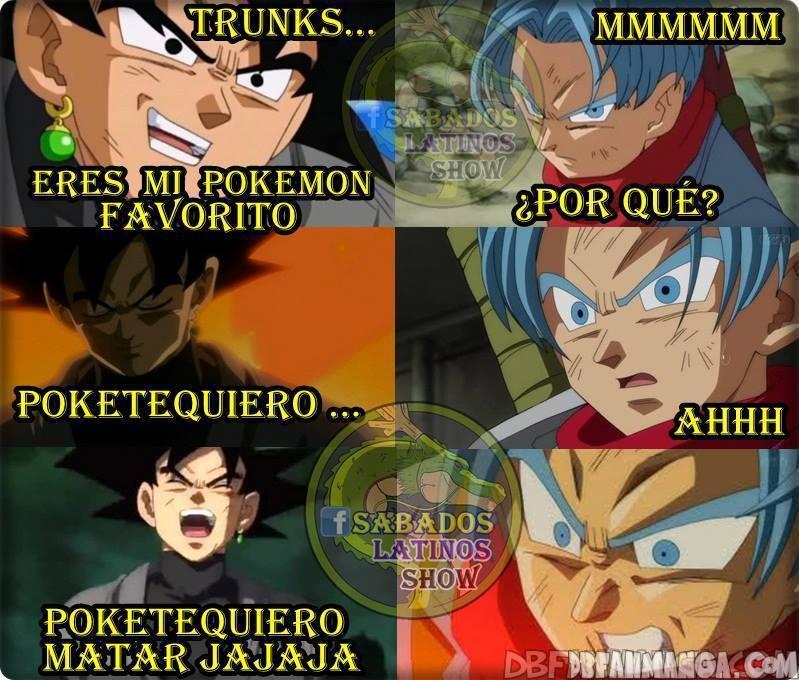 TRUNKS...
ERES MI POKEMON
FAVORITO
MMMMMM
¿POR QUÉ?
f SABADOS
LATINOS
SHOW
POKETEQUIERO ...
AHHH
POKETEQUIERO
MATAR JAJAJA
f SABADOS
LATINOS
SHOW
DBFANMANGA.COM